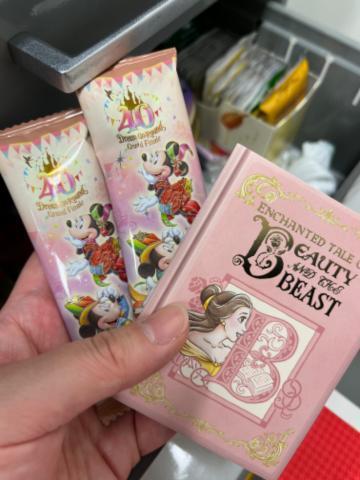 40
Dream Go-Round
Grand Finale
40
Dream Go-Round
Grand Finale
ENCHANTED TALE OF
BEAUTY
AND THE
BEAST
B